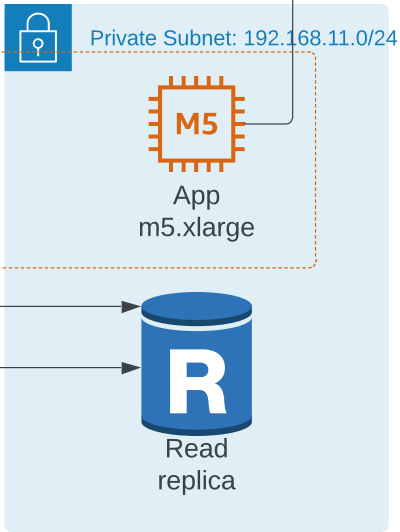 Private Subnet: 192.168.11.0/24
M5
App
m5.xlarge
R
Read
replica